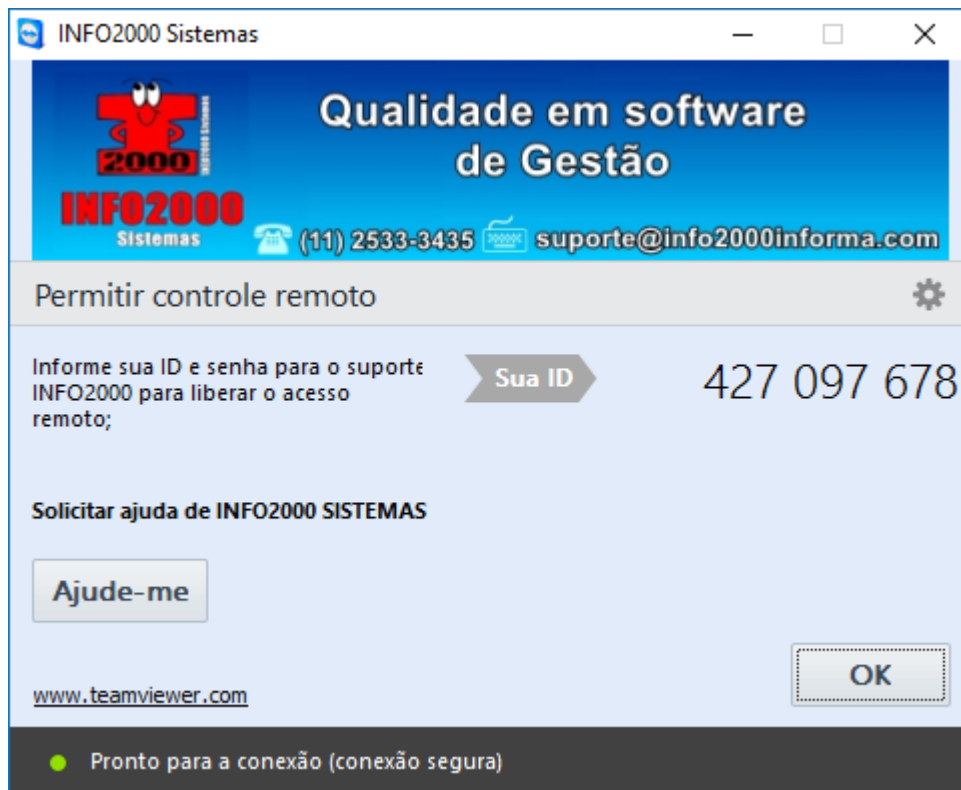 INFO2000 Sistemas
Qualidade em software
de Gestão
2000
INFO2000 Sistemas
INFO2000
Sistemas
(11) 2533-3435 suporte@info2000informa.com
Permitir controle remoto
Informe sua ID e senha para o suporte
INFO2000 para liberar o acesso
remoto;
Sua ID
427 097 678
Solicitar ajuda de INFO2000 SISTEMAS
Ajude-me
OK
www.teamviewer.com
Pronto para a conexão (conexão segura)